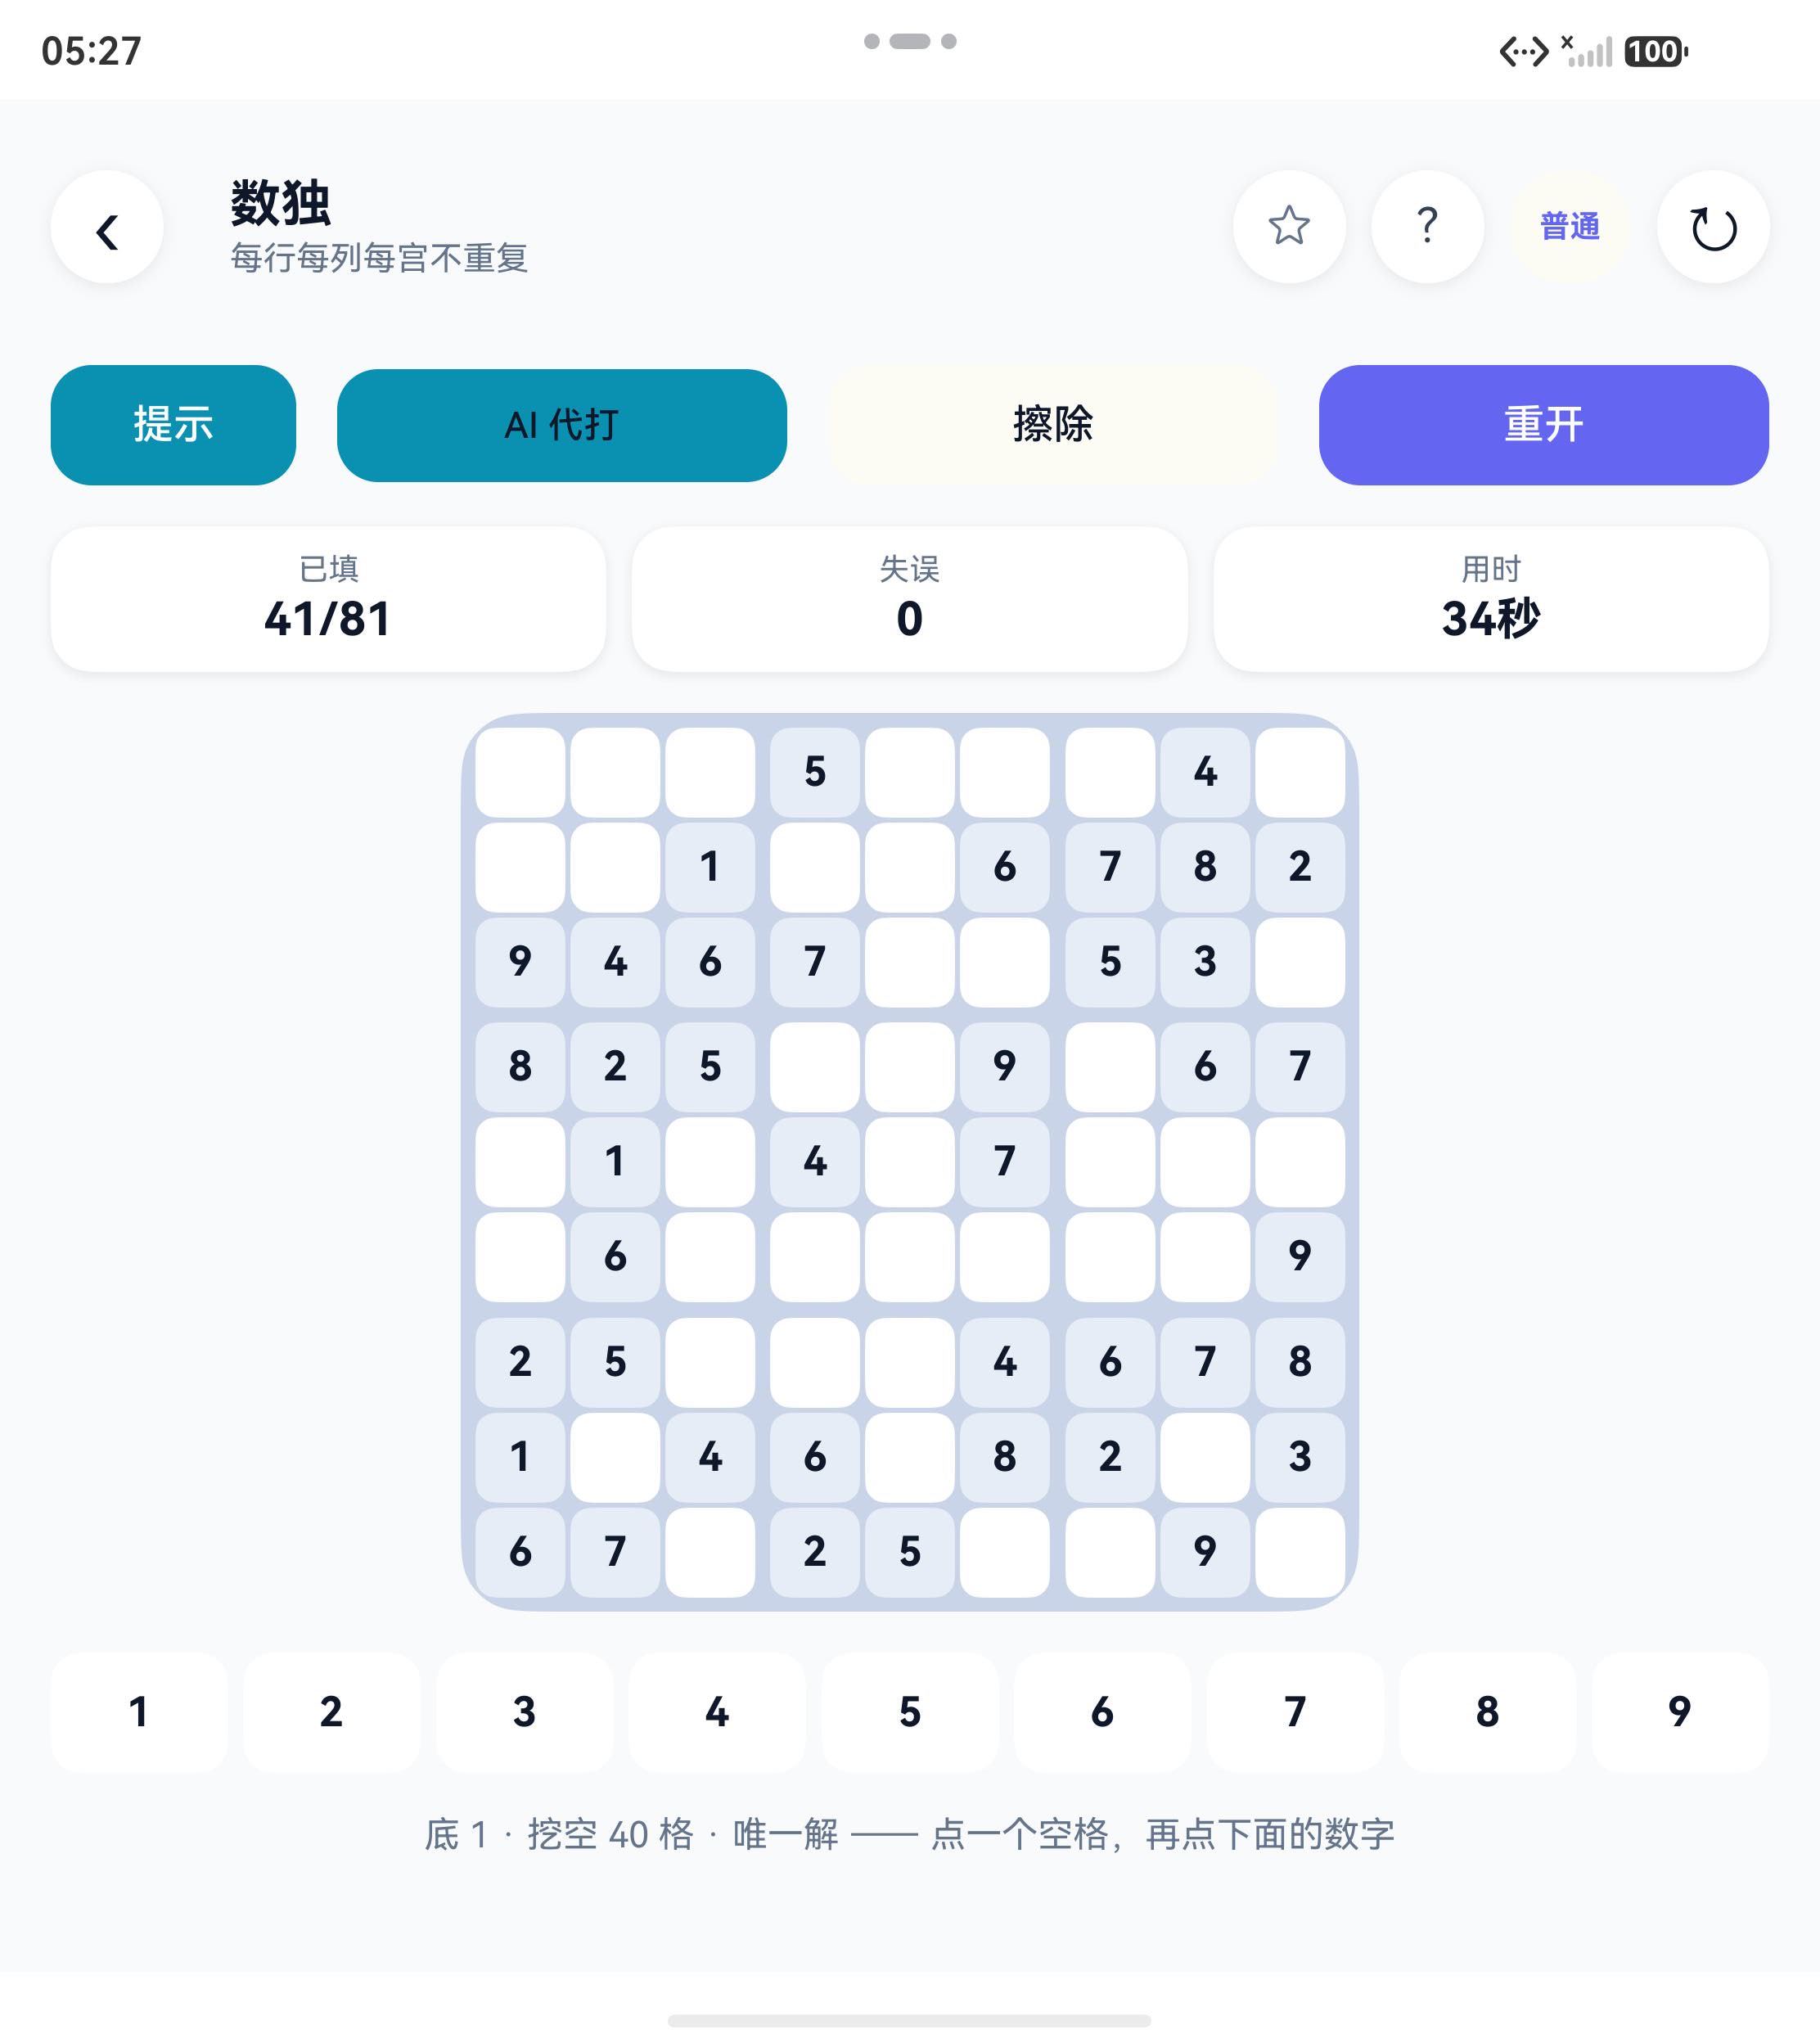 05:27
100
数独
每行每列每宫不重复
?
普通
提示
AI 代打
擦除
重开
已填
失误
用时
41/81
0
34秒
5 4
1 6 7 8 2
9 4 6 7 5 3
8 2 5 9 6 7
1 4 7
6 9
2 5 4 6 7 8
1 4 6 8 2 3
6 7 2 5 9
1 2 3 4 5 6 7 8 9
底 1 · 挖空 40 格 · 唯一解 —— 点一个空格，再点下面的数字